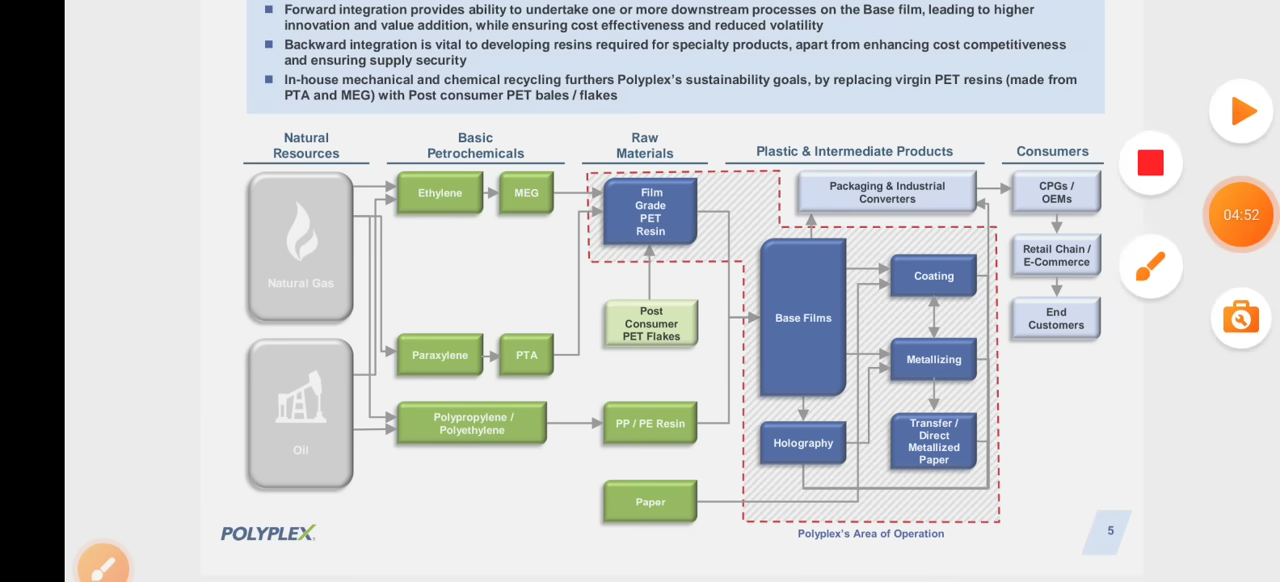 Forward integration provides ability to undertake one or more downstream processes on the Base film, leading to higher
innovation and value addition, while ensuring cost effectiveness and reduced volatility
Backward integration is vital to developing resins required for specialty products, apart from enhancing cost competitiveness
and ensuring supply security
In-house mechanical and chemical recycling furthers Polyplex's sustainability goals, by replacing virgin PET resins (made from
PTA and MEG) with Post consumer PET bales / flakes
Natural
Resources
Basic
Petrochemicals
Raw
Materials
Plastic & Intermediate Products
Consumers
Natural Gas
Oil
Ethylene
MEG
Paraxylene
PTA
Polypropylene /
Polyethylene
Film
Grade
PET
Resin
Post
Consumer
PET Flakes
PP / PE Resin
Paper
Packaging & Industrial
Converters
Base Films
Holography
Coating
Metallizing
Transfer /
Direct
Metallized
Paper
CPGs /
OEMs
Retail Chain /
E-Commerce
End
Customers
04:52
POLYPLEX
Polyplex's Area of Operation
5